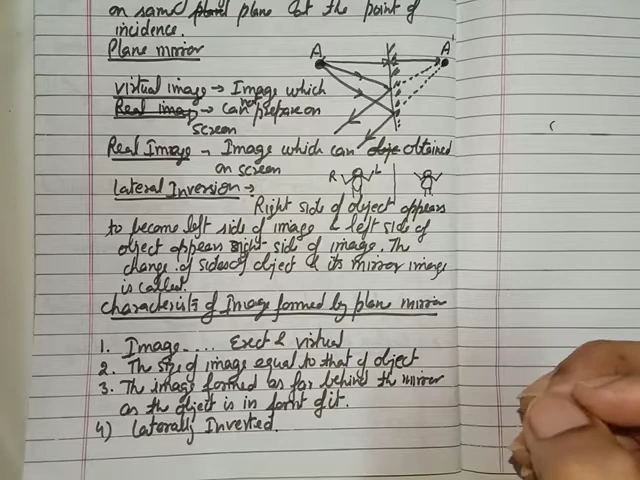 on same plane at the point of
incidence.
Plane mirror
A A'
virtual image → Image which
Real imag → can not prepare on
screen
Real Image - Image which can obtained
on screen
Lateral Inversion → R L
Right side of object appers
to become left side of image & left side of
object appears right side of image. The
change of sides of object & its mirror image
is called.
characteristis of Image formed by plane mirror
1. Image.... Erect & virtual
2. The size of image equal to that of object
3. The image formed as far behind the mirror
as the object is in front of it.
4) Laterally Inverted.